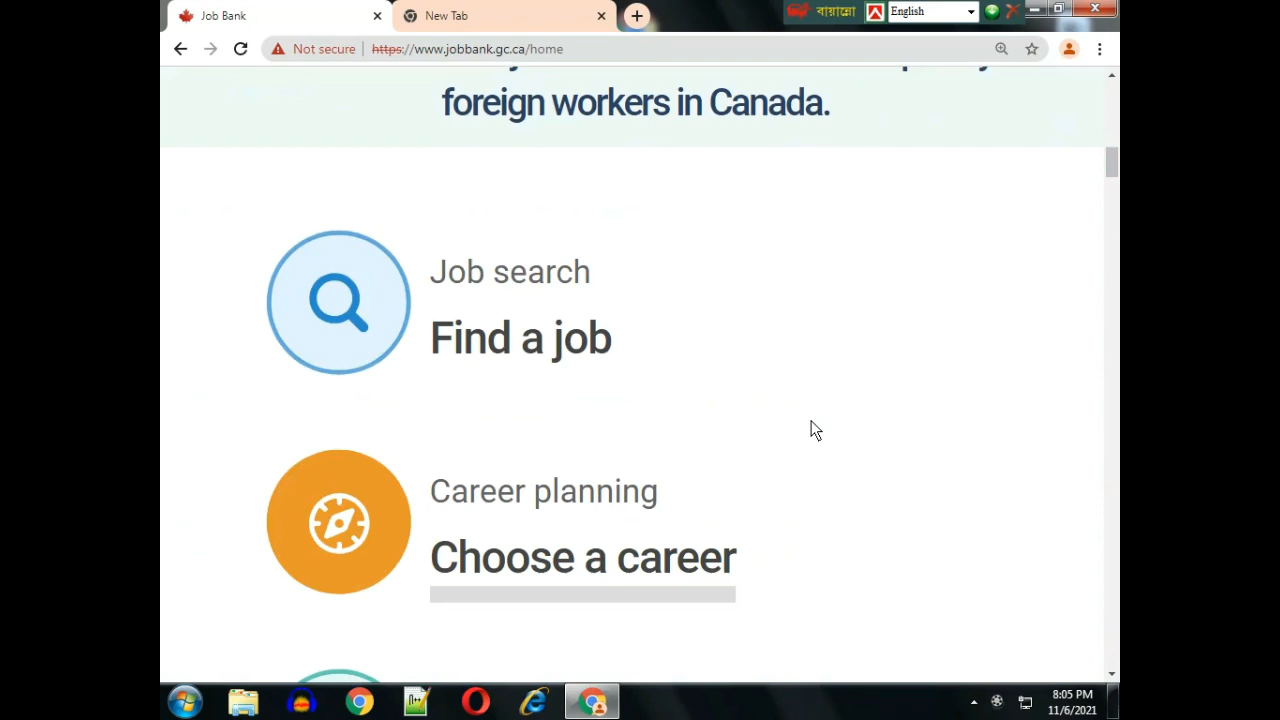 Job Bank
New Tab
বায়ান্নো
English
Not secure
https://www.jobbank.gc.ca/home
foreign workers in Canada.
Job search
Find a job
Career planning
Choose a career
8:05 PM
11/6/2021